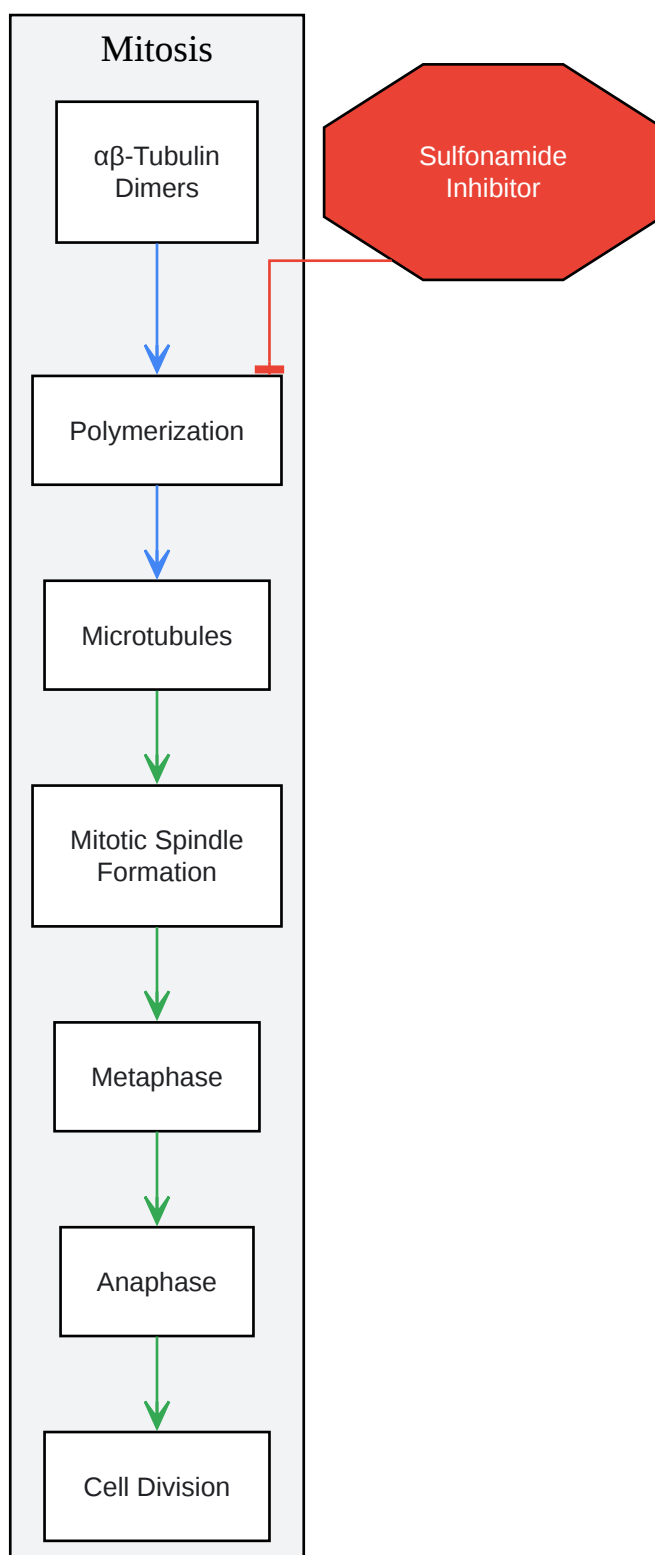 Mitosis
αβ-Tubulin
Dimers
Sulfonamide
Inhibitor
Polymerization
Microtubules
Mitotic Spindle
Formation
Metaphase
Anaphase
Cell Division